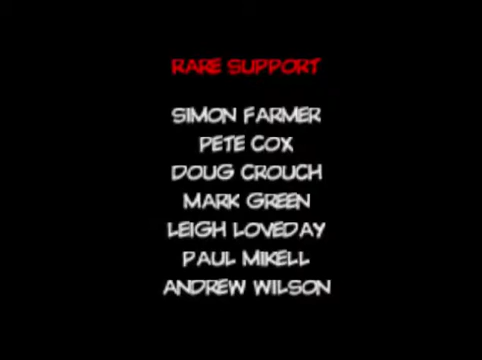 RARE SUPPORT
SIMON FARMER
PETE COX
DOUG CROUCH
MARK GREEN
LEIGH LOVEDAY
PAUL MIKELL
ANDREW WILSON